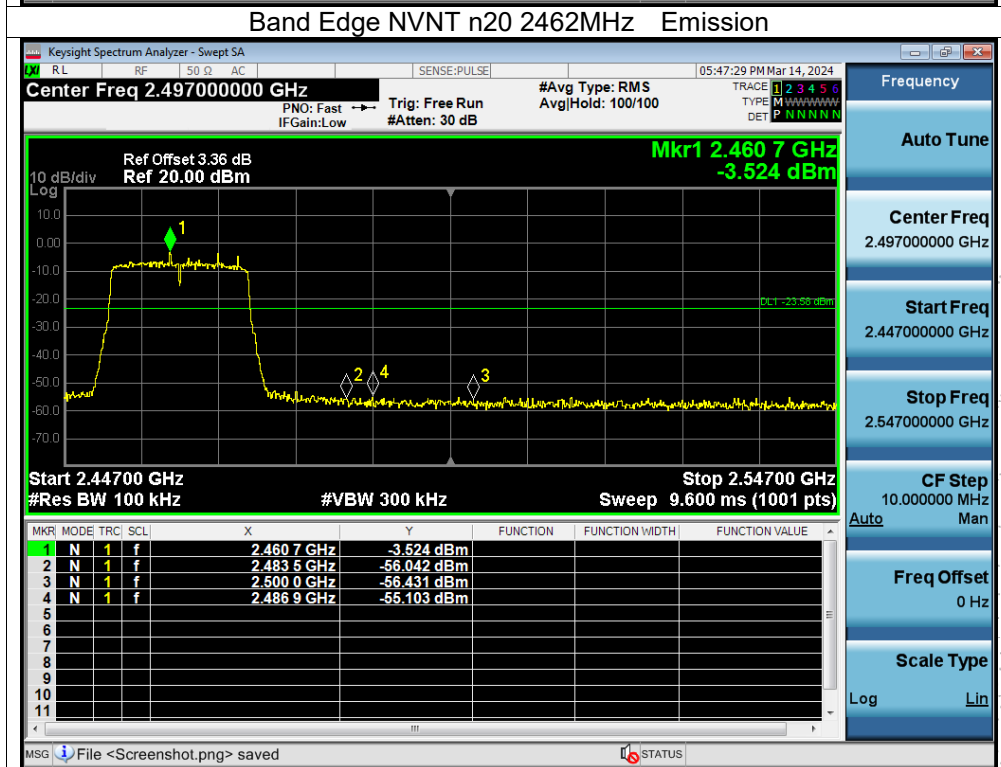 Band Edge NVNT n20 2462MHz Emission
Keysight Spectrum Analyzer - Swept SA
LXI RL RF 50 Ω AC SENSE:PULSE 05:47:29 PM Mar 14, 2024
Center Freq 2.497000000 GHz
PNO: Fast
IFGain:Low
Trig: Free Run
#Atten: 30 dB
#Avg Type: RMS
Avg|Hold: 100/100
TRACE 1 2 3 4 5 6
TYPE M WWWWW
DET P N N N N N
Ref Offset 3.36 dB
10 dB/div Ref 20.00 dBm
Log
Mkr1 2.460 7 GHz
-3.524 dBm
10.0
0.00
-10.0
-20.0
-30.0
-40.0
-50.0
-60.0
-70.0
1
DL1 -23.58 dBm
2
4
3
Start 2.44700 GHz Stop 2.54700 GHz
#Res BW 100 kHz #VBW 300 kHz Sweep 9.600 ms (1001 pts)
MKR MODE TRC SCL X Y FUNCTION FUNCTION WIDTH FUNCTION VALUE
1 N 1 f 2.460 7 GHz -3.524 dBm
2 N 1 f 2.483 5 GHz -56.042 dBm
3 N 1 f 2.500 0 GHz -56.431 dBm
4 N 1 f 2.486 9 GHz -55.103 dBm
5
6
7
8
9
10
11
MSG File <Screenshot.png> saved STATUS
Frequency
Auto Tune
Center Freq
2.497000000 GHz
Start Freq
2.447000000 GHz
Stop Freq
2.547000000 GHz
CF Step
10.000000 MHz
Auto Man
Freq Offset
0 Hz
Scale Type
Log Lin